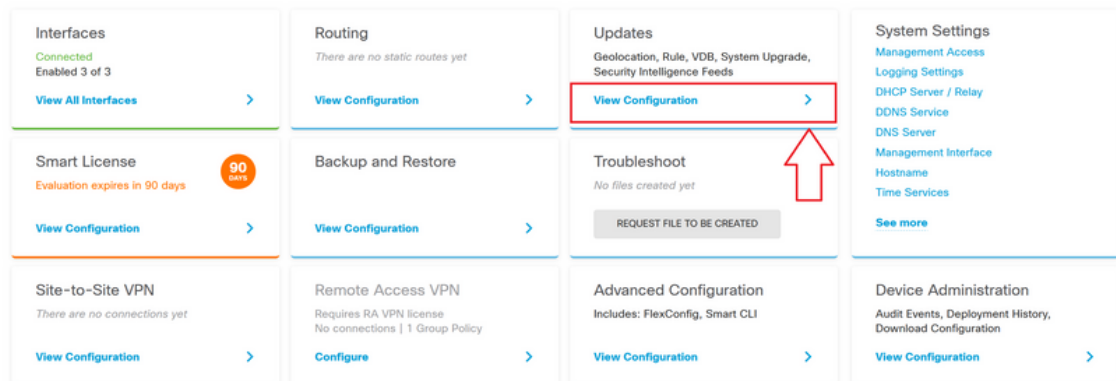 Interfaces
Connected
Enabled 3 of 3
View All Interfaces
Routing
There are no static routes yet
View Configuration
Updates
Geolocation, Rule, VDB, System Upgrade,
Security Intelligence Feeds
View Configuration
System Settings
Management Access
Logging Settings
DHCP Server / Relay
DDNS Service
DNS Server
Management Interface
Hostname
Time Services
See more
Smart License
90
DAYS
Evaluation expires in 90 days
View Configuration
Backup and Restore
View Configuration
Troubleshoot
No files created yet
REQUEST FILE TO BE CREATED
Site-to-Site VPN
There are no connections yet
View Configuration
Remote Access VPN
Requires RA VPN license
No connections | 1 Group Policy
Configure
Advanced Configuration
Includes: FlexConfig, Smart CLI
View Configuration
Device Administration
Audit Events, Deployment History,
Download Configuration
View Configuration